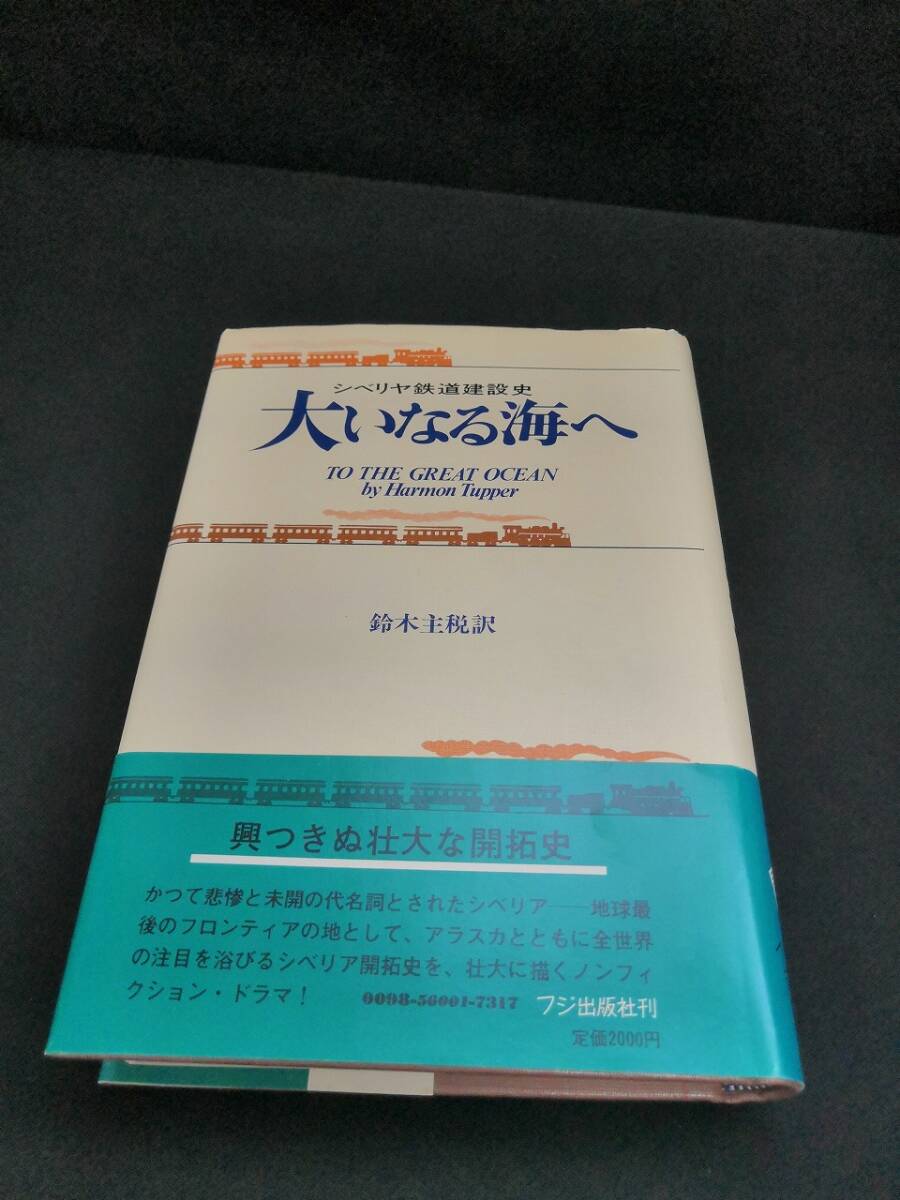 シベリヤ鉄道建設史
大いなる海へ
TO THE GREAT OCEAN
by Harmon Tupper
鈴木主税訳
興つきぬ壮大な開拓史
かつて悲惨と未開の代名詞とされたシベリア――地球最
後のフロンティアの地として、アラスカとともに全世界
の注目を浴びるシベリア開拓史を、壮大に描くノンフィ
クション・ドラマ！ 0098-56001-7317 フジ出版社刊
定価2000円